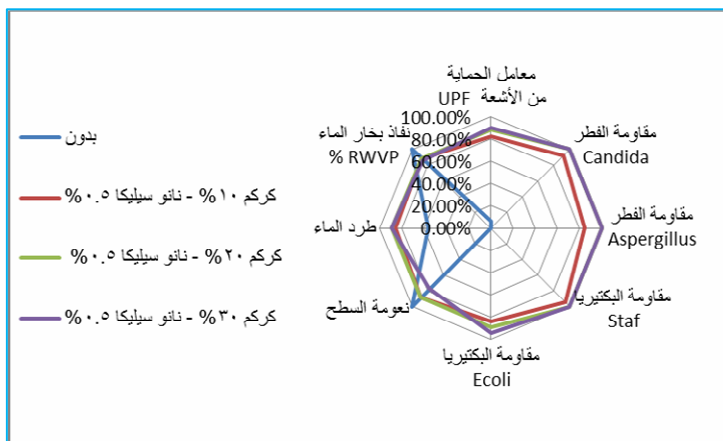 معامل الحماية
من الأشعة UPF
مقاومة الفطر
Candida
مقاومة الفطر
Aspergillus
مقاومة البكتيريا
Staf
مقاومة البكتيريا
Ecoli
نعومة السطح
طرد الماء
نفاذ بخار الماء
% RWVP
100.00%
80.00%
60.00%
40.00%
20.00%
0.00%
بدون
كركم ١٠% - نانو سيليكا ٠.٥%
كركم ٢٠% - نانو سيليكا ٠.٥%
كركم ٣٠% - نانو سيليكا ٠.٥%